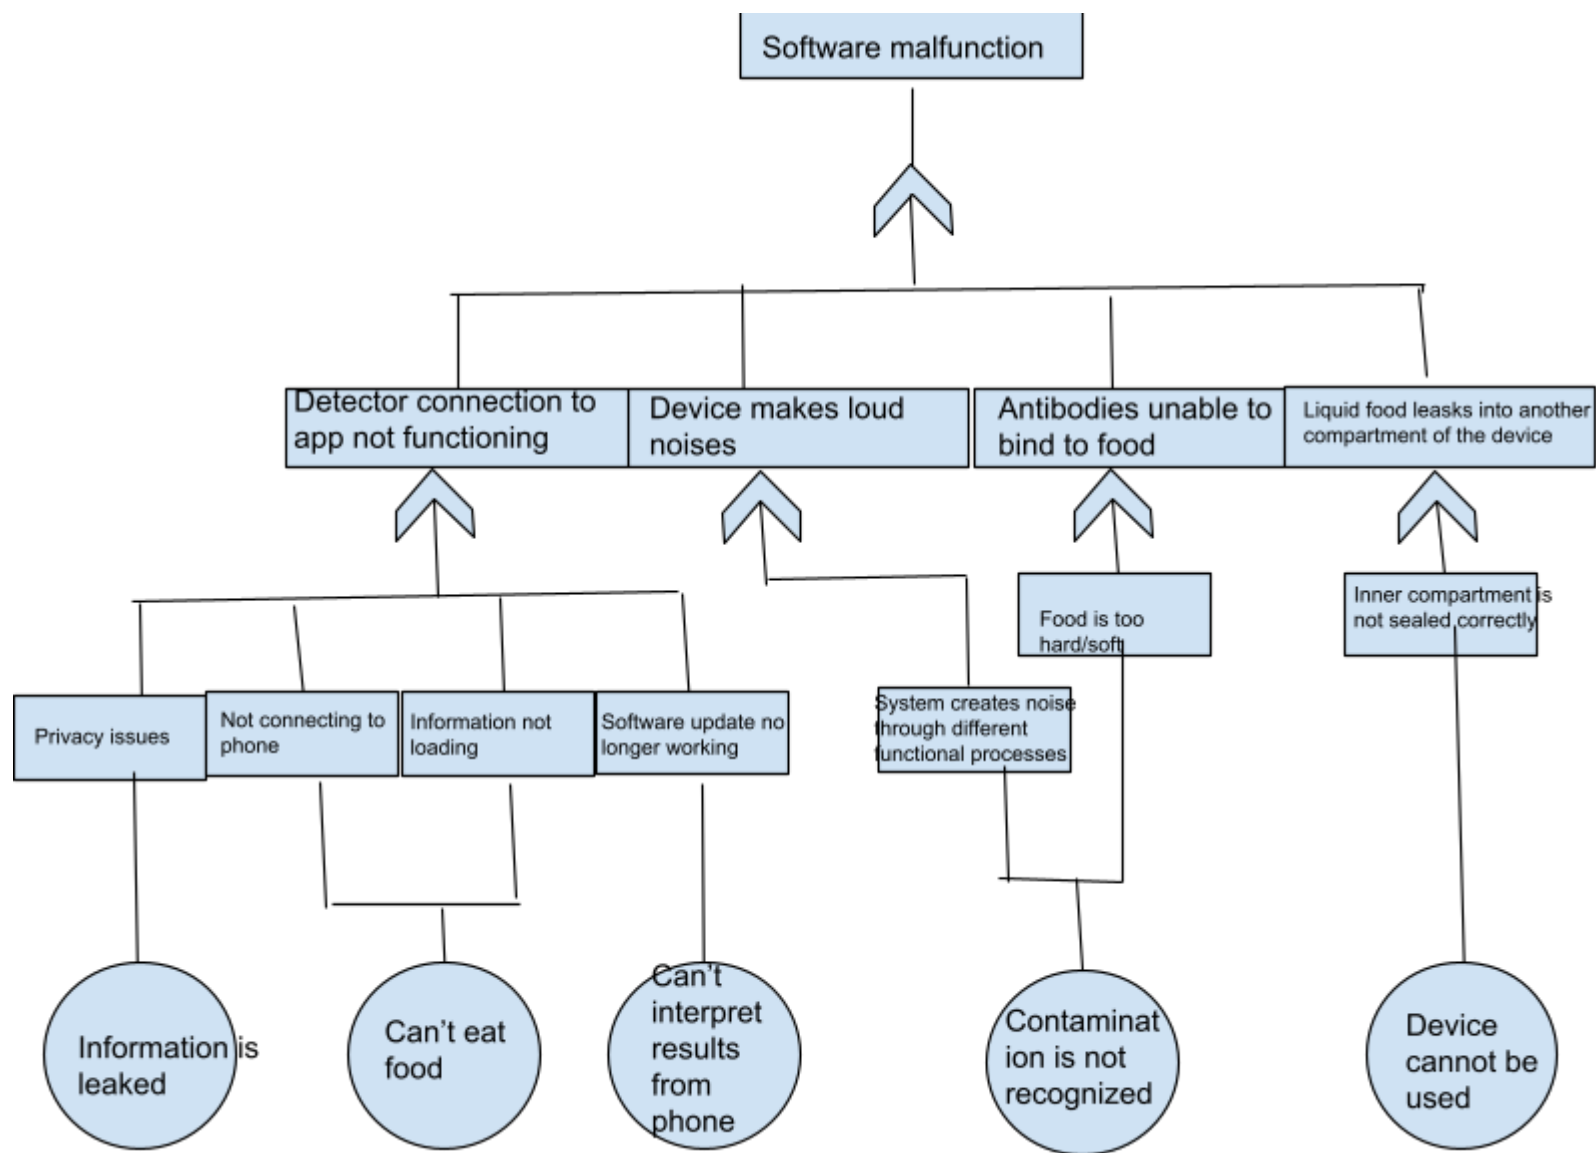 Software malfunction
Detector connection to
app not functioning
Device makes loud
noises
Antibodies unable to
bind to food
Liquid food leasks into another
compartment of the device
Food is too
hard/soft
Inner compartment is
not sealed correctly
Privacy issues
Not connecting to
phone
Information not
loading
Software update no
longer working
System creates noise
through different
functional processes
Information is
leaked
Can’t eat
food
Can’t
interpret
results
from
phone
Contaminat
ion is not
recognized
Device
cannot be
used